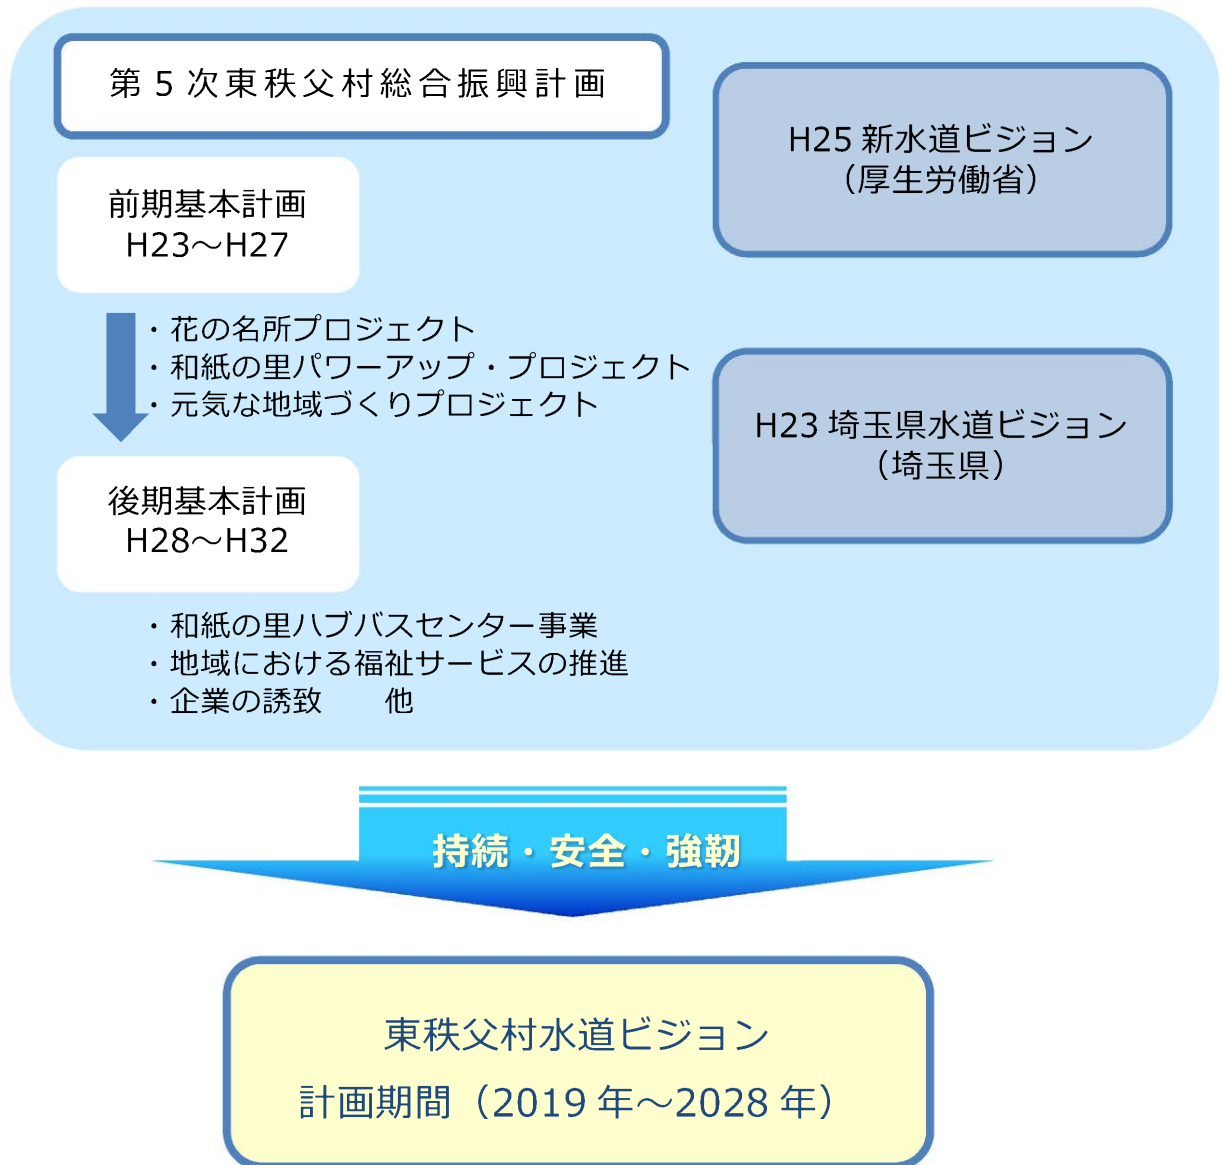 第5次東秩父村総合振興計画
前期基本計画
H23～H27
・花の名所プロジェクト
・和紙の里パワーアップ・プロジェクト
・元気な地域づくりプロジェクト
後期基本計画
H28～H32
・和紙の里ハブバスセンター事業
・地域における福祉サービスの推進
・企業の誘致　　他
H25 新水道ビジョン
（厚生労働省）
H23 埼玉県水道ビジョン
（埼玉県）
持続・安全・強靭
東秩父村水道ビジョン
計画期間（2019 年～2028 年）